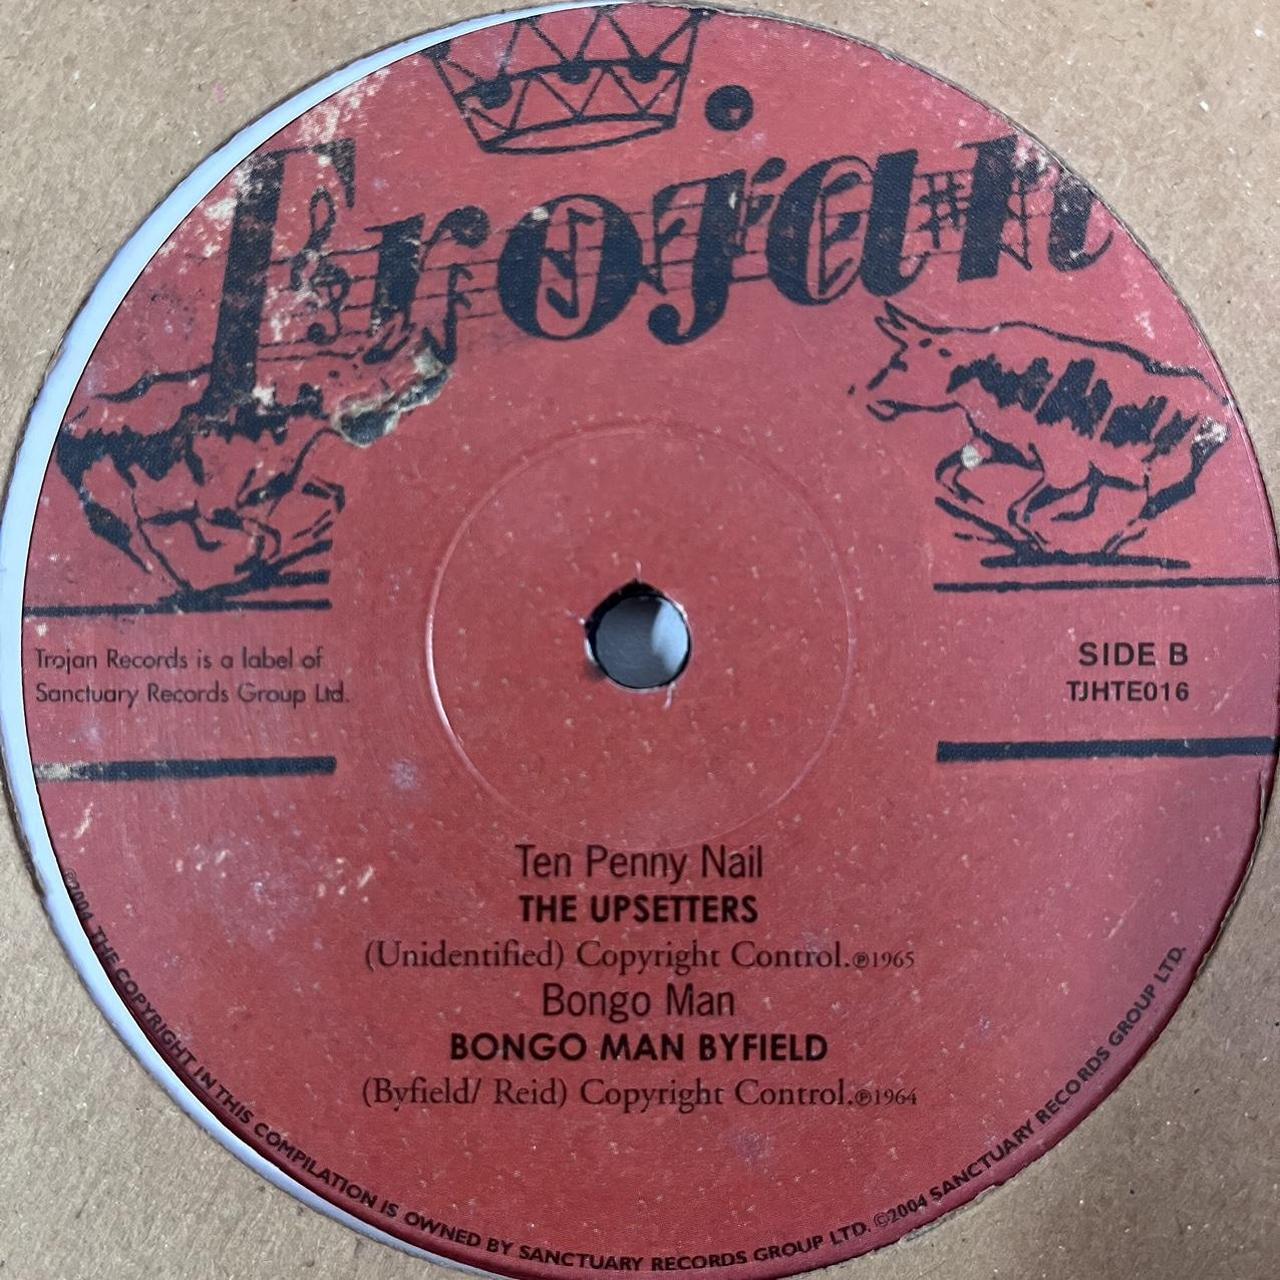 Trojan
Trojan Records is a label of
Sanctuary Records Group Ltd.
SIDE B
TJHTE016
Ten Penny Nail
THE UPSETTERS
(Unidentified) Copyright Control.℗1965
Bongo Man
BONGO MAN BYFIELD
(Byfield/ Reid) Copyright Control.℗1964
℗2004 THE COPYRIGHT IN THIS COMPILATION IS OWNED BY SANCTUARY RECORDS GROUP LTD. ©2004 SANCTUARY RECORDS GROUP LTD.